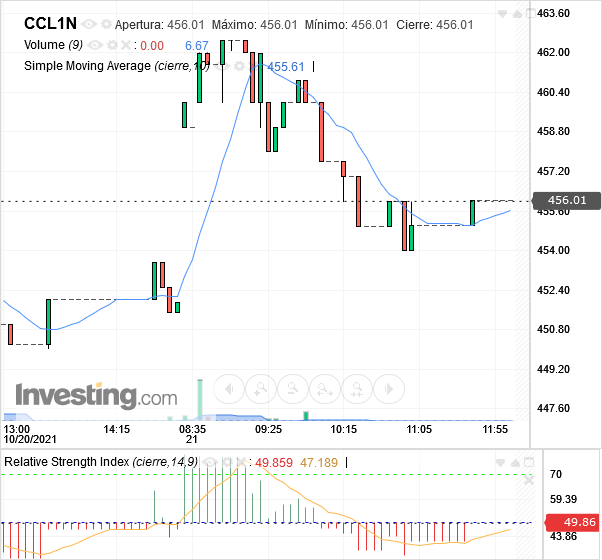 CCL1N Apertura: 456.01 Máximo: 456.01 Mínimo: 456.01 Cierre: 456.01
Volume (9) : 0.00 6.67
Simple Moving Average (cierre,10) 455.61
463.60
462.00
460.40
458.80
457.20
456.01
455.60
454.00
452.40
450.80
449.20
447.60
Investing.com
13:00 14:15 08:35 09:25 10:15 11:05 11:55
10/20/2021 21
Relative Strength Index (cierre,14,9) : 49.859 47.189
70
59.39
49.86
43.86